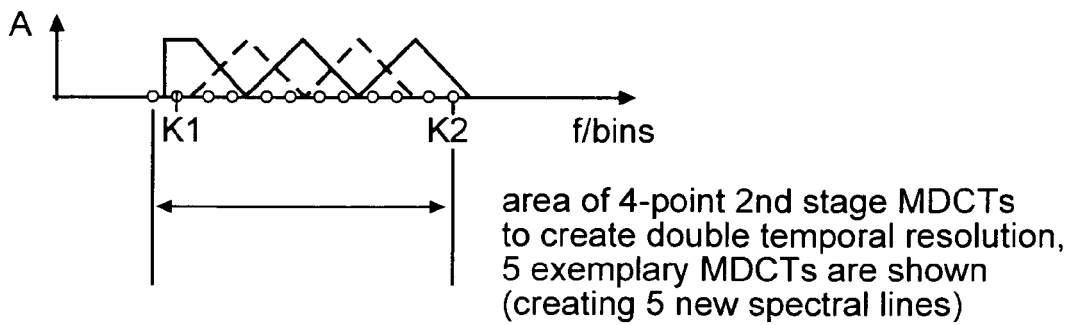 A
K1
K2
f/bins
area of 4-point 2nd stage MDCTs
to create double temporal resolution,
5 exemplary MDCTs are shown
(creating 5 new spectral lines)